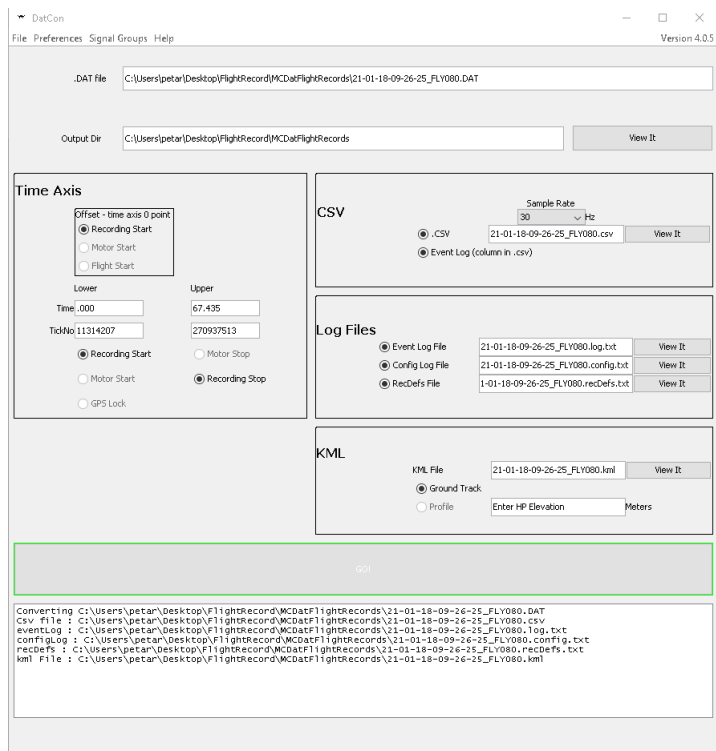 DatCon
File Preferences Signal Groups Help Version 4.0.5
.DAT file C:\Users\petar\Desktop\FlightRecord\MCDatFlightRecords\21-01-18-09-26-25_FLY080.DAT
Output Dir C:\Users\petar\Desktop\FlightRecord\MCDatFlightRecords View It
Time Axis
Offset - time axis 0 point
Recording Start
Motor Start
Flight Start
Lower Upper
Time .000 67.435
TickNo 11314207 270937513
Recording Start Motor Stop
Motor Start Recording Stop
GPS Lock
CSV
Sample Rate
30 Hz
.CSV 21-01-18-09-26-25_FLY080.csv View It
Event Log (column in .csv)
Log Files
Event Log File 21-01-18-09-26-25_FLY080.log.txt View It
Config Log File 21-01-18-09-26-25_FLY080.config.txt View It
RecDefs File 1-01-18-09-26-25_FLY080.recDefs.txt View It
KML
KML File 21-01-18-09-26-25_FLY080.kml View It
Ground Track
Profile Enter HP Elevation Meters
GO!
Converting C:\Users\petar\Desktop\FlightRecord\MCDatFlightRecords\21-01-18-09-26-25_FLY080.DAT
Csv file : C:\Users\petar\Desktop\FlightRecord\MCDatFlightRecords\21-01-18-09-26-25_FLY080.csv
eventLog : C:\Users\petar\Desktop\FlightRecord\MCDatFlightRecords\21-01-18-09-26-25_FLY080.log.txt
configLog : C:\Users\petar\Desktop\FlightRecord\MCDatFlightRecords\21-01-18-09-26-25_FLY080.config.txt
recDefs : C:\Users\petar\Desktop\FlightRecord\MCDatFlightRecords\21-01-18-09-26-25_FLY080.recDefs.txt
kml File : C:\Users\petar\Desktop\FlightRecord\MCDatFlightRecords\21-01-18-09-26-25_FLY080.kml